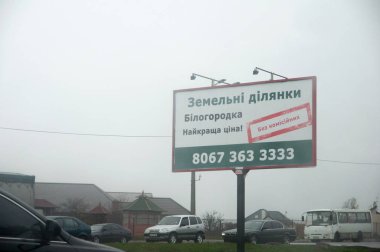 Земельні ділянки
Білогородка
Найкраща ціна!
Без комісійних
8067 363 3333